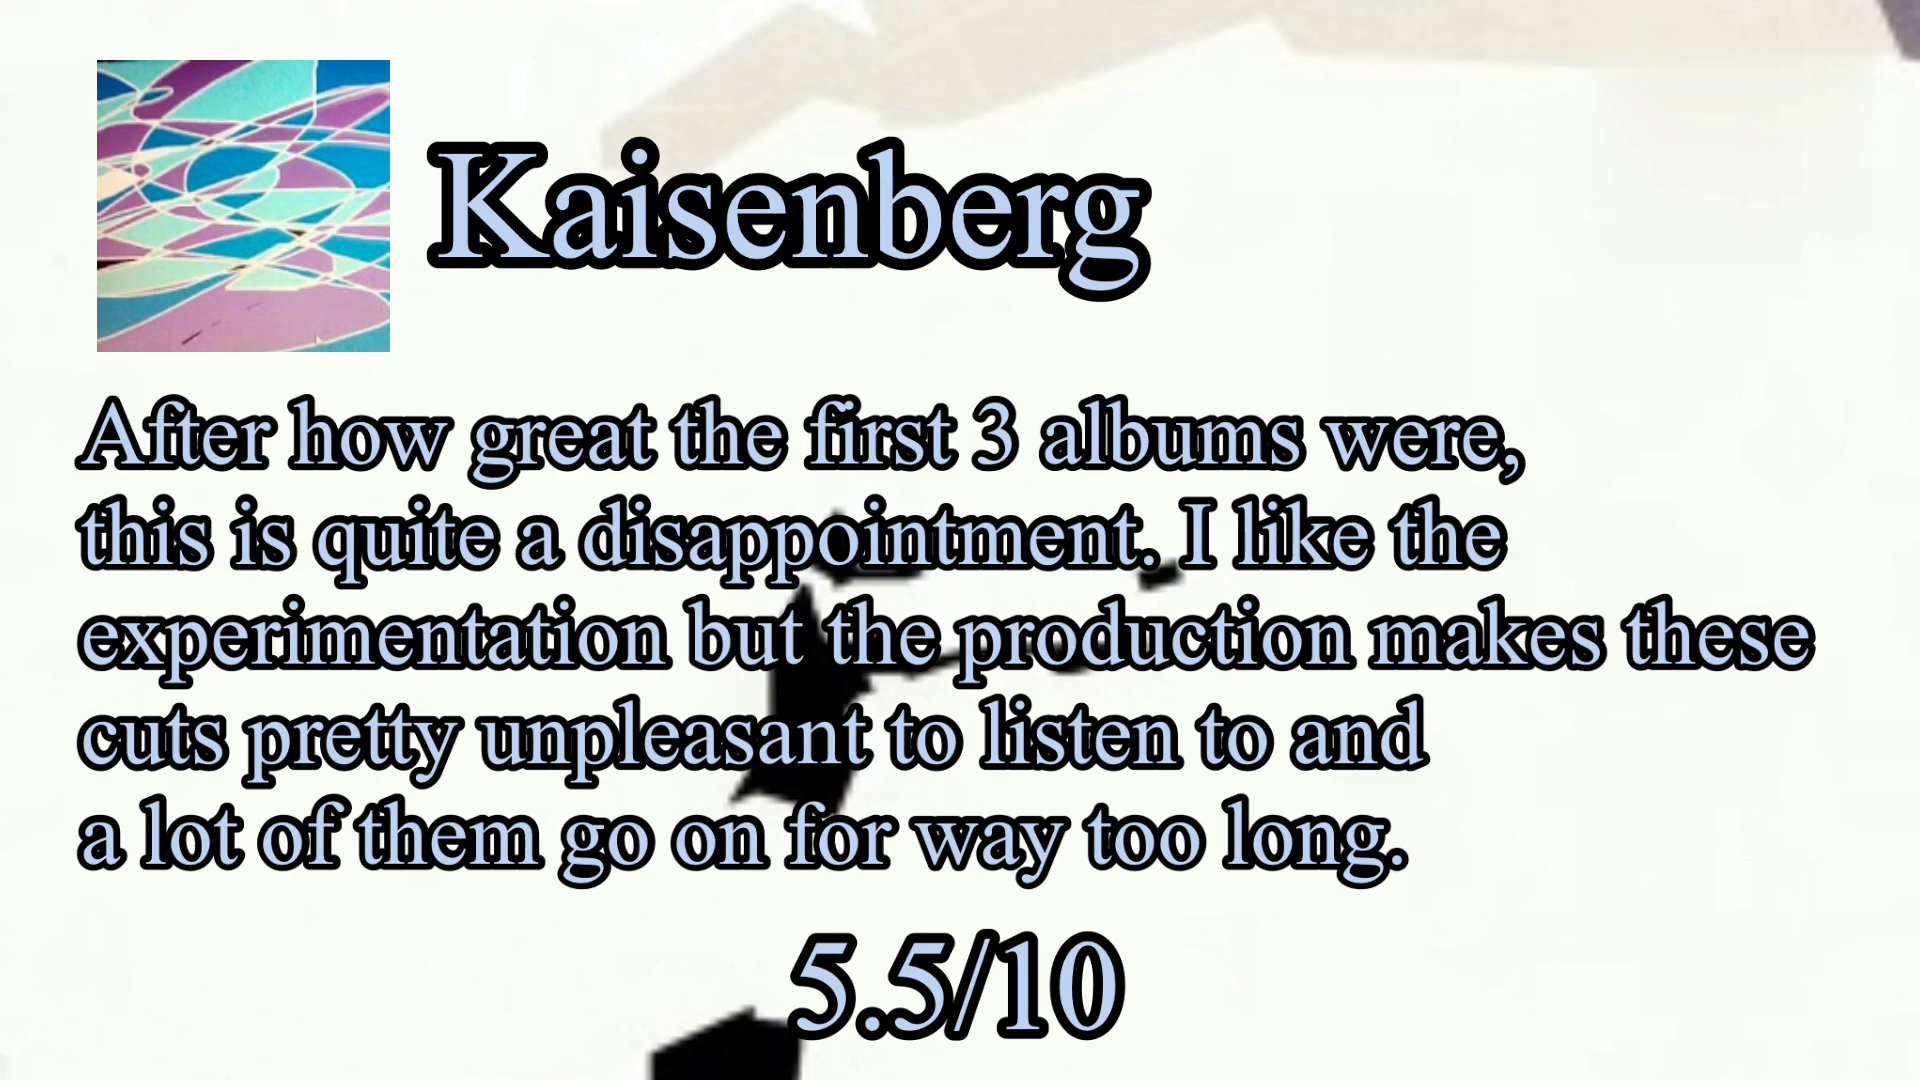 Kaisenberg
After how great the first 3 albums were,
this is quite a disappointment. I like the
experimentation but the production makes these
cuts pretty unpleasant to listen to and
a lot of them go on for way too long.
5.5/10